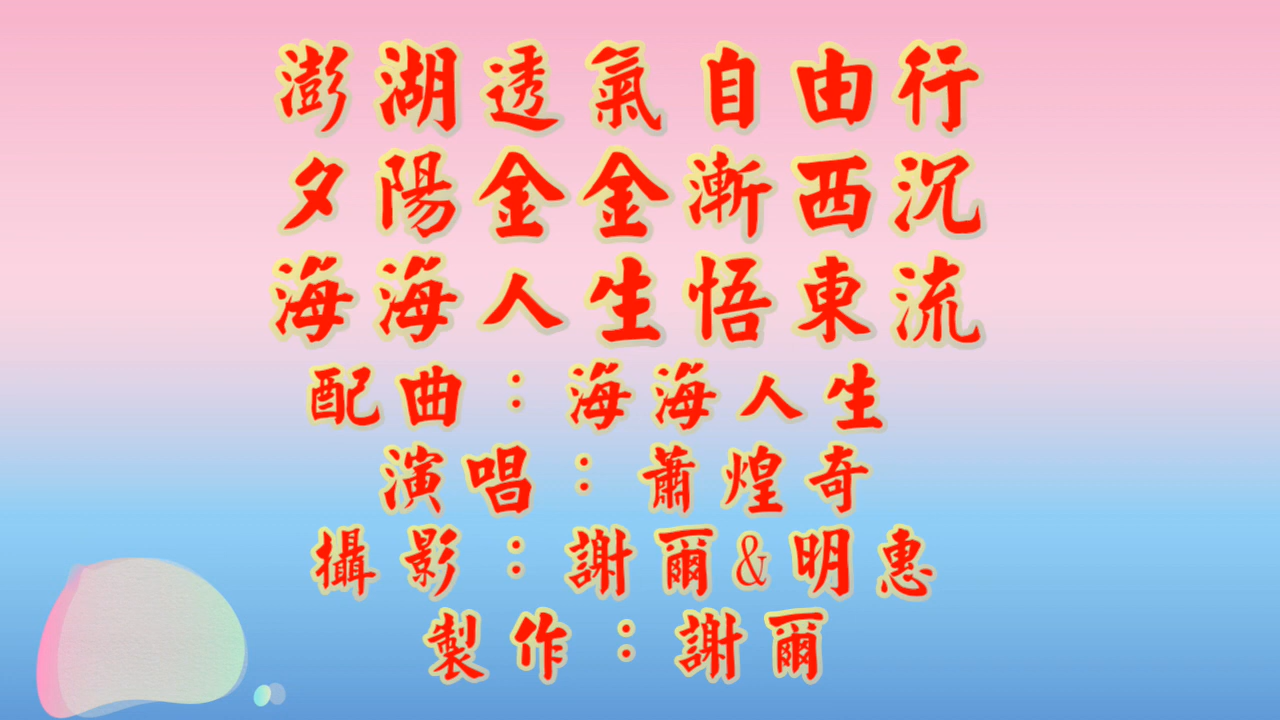 澎湖透氣自由行
夕陽金金漸西沉
海海人生悟東流
配曲：海海人生
演唱：蕭煌奇
攝影：謝爾&明惠
製作：謝爾